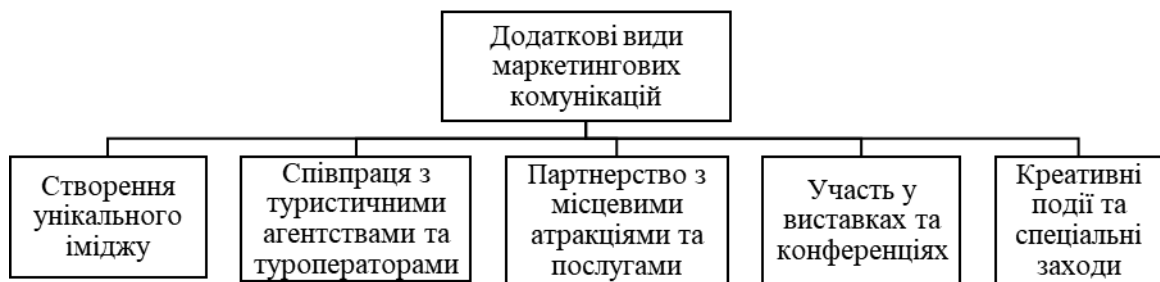 Додаткові види
маркетингових
комунікацій
Створення
унікального
іміджу
Співпраця з
туристичними
агентствами та
туроператорами
Партнерство з
місцевими
атракціями та
послугами
Участь у
виставках та
конференціях
Креативні
події та
спеціальні
заходи